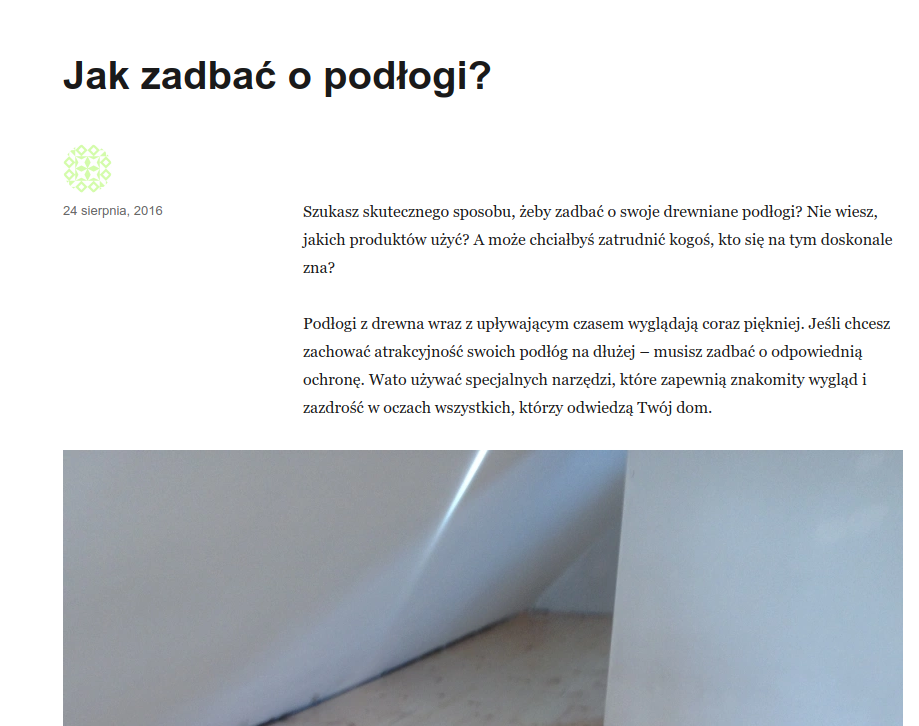 Jak zadbać o podłogi?
24 sierpnia, 2016
Szukasz skutecznego sposobu, żeby zadbać o swoje drewniane podłogi? Nie wiesz,
jakich produktów użyć? A może chciałbyś zatrudnić kogoś, kto się na tym doskonale
zna?
Podłogi z drewna wraz z upływającym czasem wyglądają coraz piękniej. Jeśli chcesz
zachować atrakcyjność swoich podłóg na dłużej – musisz zadbać o odpowiednią
ochronę. Wato używać specjalnych narzędzi, które zapewnią znakomity wygląd i
zazdrość w oczach wszystkich, którzy odwiedzą Twój dom.